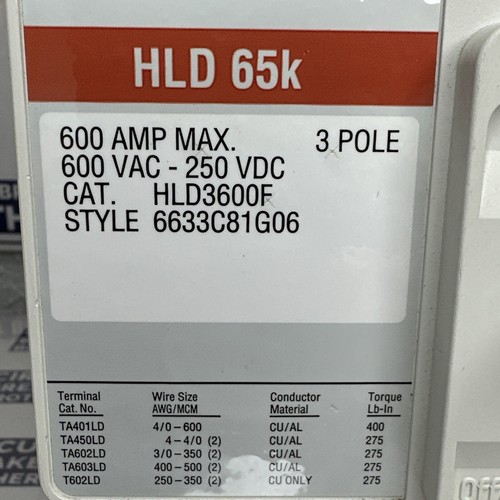 HLD 65k
600 AMP MAX. 3 POLE
600 VAC - 250 VDC
CAT. HLD3600F
STYLE 6633C81G06
Terminal Wire Size Conductor Torque
Cat. No. AWG/MCM Material Lb-In
TA401LD 4/0-600 CU/AL 400
TA450LD 4-4/0 (2) CU/AL 275
TA602LD 3/0-350 (2) CU/AL 275
TA603LD 400-500 (2) CU/AL 275
T602LD 250-350 (2) CU ONLY 275